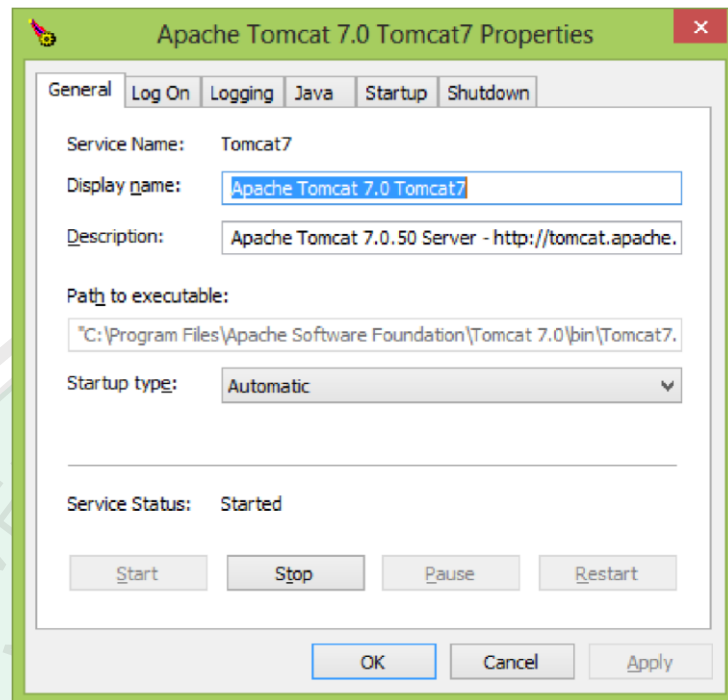 Apache Tomcat 7.0 Tomcat7 Properties
General Log On Logging Java Startup Shutdown
Service Name: Tomcat7
Display name: Apache Tomcat 7.0 Tomcat7
Description: Apache Tomcat 7.0.50 Server - http://tomcat.apache.
Path to executable:
"C:\Program Files\Apache Software Foundation\Tomcat 7.0\bin\Tomcat7.
Startup type: Automatic
Service Status: Started
Start Stop Pause Restart
OK Cancel Apply